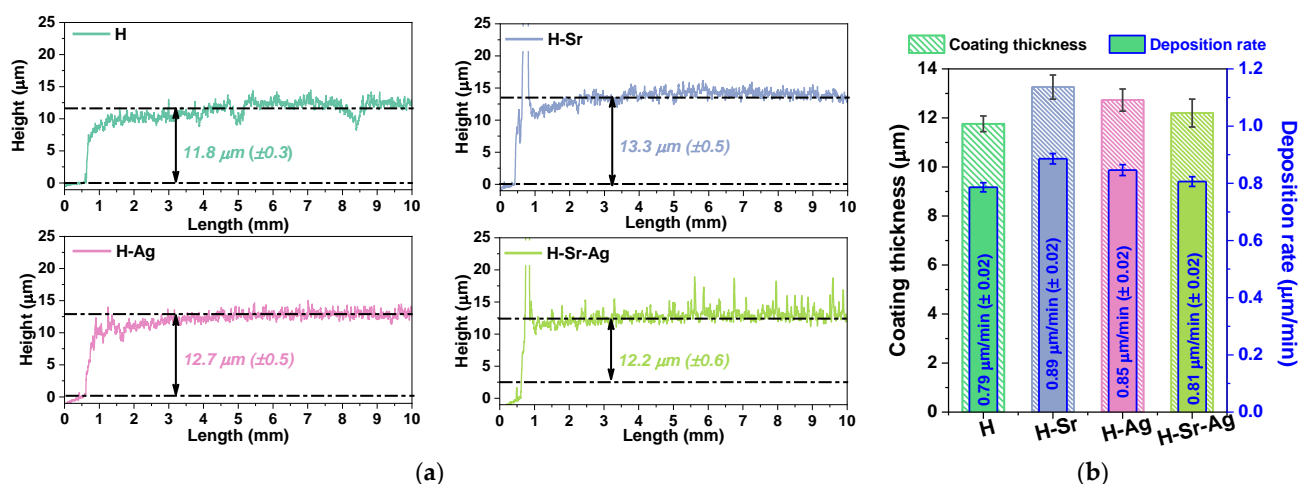 H
Height (µm)
25
20
15
10
5
0
11.8 µm (±0.3)
0 1 2 3 4 5 6 7 8 9 10
Length (mm)
H-Sr
Height (µm)
25
20
15
10
5
0
13.3 µm (±0.5)
0 1 2 3 4 5 6 7 8 9 10
Length (mm)
H-Ag
Height (µm)
25
20
15
10
5
0
12.7 µm (±0.5)
0 1 2 3 4 5 6 7 8 9 10
Length (mm)
H-Sr-Ag
Height (µm)
25
20
15
10
5
0
12.2 µm (±0.6)
0 1 2 3 4 5 6 7 8 9 10
Length (mm)
(a)
Coating thickness Deposition rate
Coating thickness (µm)
14
12
10
8
6
4
2
0
0.79 µm/min (± 0.02)
0.89 µm/min (± 0.02)
0.85 µm/min (± 0.02)
0.81 µm/min (± 0.02)
H H-Sr H-Ag H-Sr-Ag
1.2
1.0
0.8
0.6
0.4
0.2
0.0
Deposition rate (µm/min)
(b)